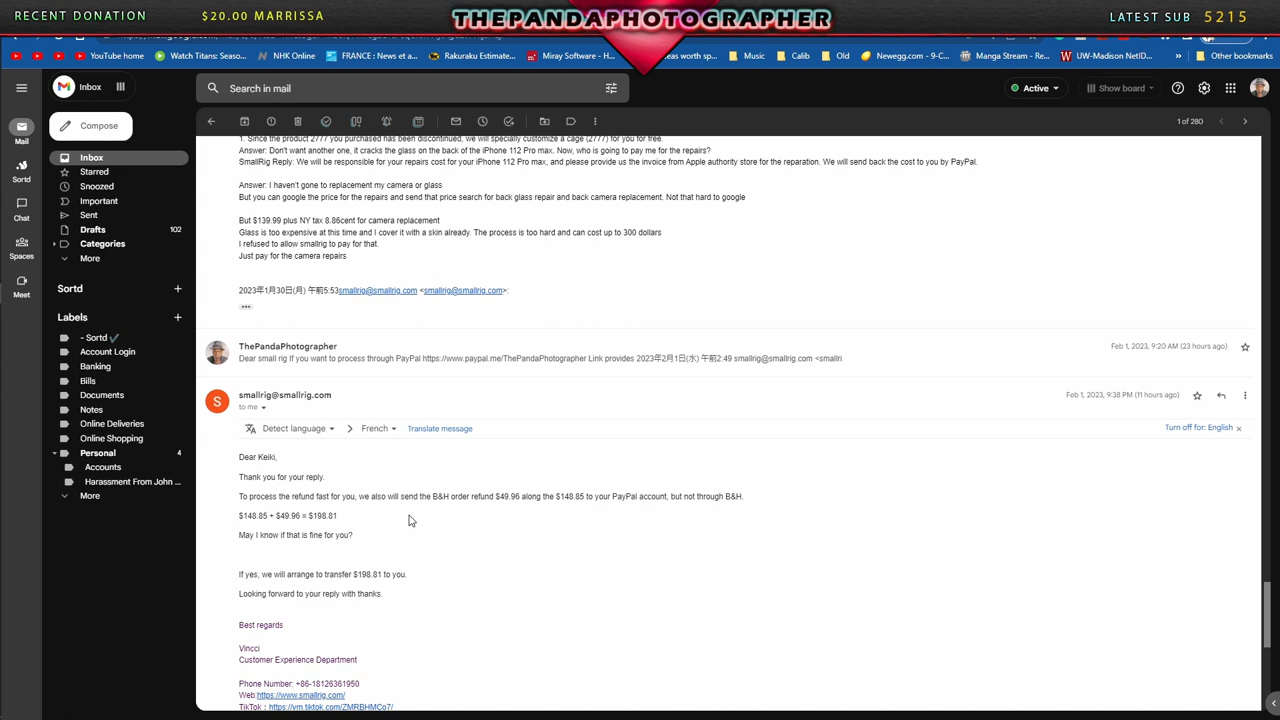 RECENT DONATION $20.00 MARRISSA THEPANDAPHOTOGRAPHER LATEST SUB 5215
YouTube home Watch Titans Seaso... NHK Online FRANCE : News et a... Rakuraku Estimate... Miray Software - H... eas worth sp... Music Calib Old Newegg.com - 9-C... Manga Stream - Re... UW-Madison NetID... » Other bookmarks
Inbox
Search in mail
Active
Show board
Compose
1 of 280
Mail
Sortd
Chat
Spaces
Meet
Inbox
Starred
Snoozed
Important
Sent
Drafts 102
Categories
More
Sortd
Labels
- Sortd ✔
Account Login
Banking
Bills
Documents
Notes
Online Deliveries
Online Shopping
Personal 4
Accounts
Harassment From John ...
More
1. Since the product 2777 you purchased has been discontinued, we will specially customize a cage (2777) for you for free.
Answer: Don't want another one, it cracks the glass on the back of the iPhone 112 Pro max. Now, who is going to pay me for the repairs?
SmallRig Reply: We will be responsible for your repairs cost for your iPhone 112 Pro max, and please provide us the invoice from Apple authority store for the reparation. We will send back the cost to you by PayPal.
Answer: I haven't gone to replacement my camera or glass
But you can google the price for the repairs and send that price search for back glass repair and back camera replacement. Not that hard to google
But $139.99 plus NY tax 8.86cent for camera replacement
Glass is too expensive at this time and I cover it with a skin already. The process is too hard and can cost up to 300 dollars
I refused to allow smallrig to pay for that.
Just pay for the camera repairs
2023年1月30日(月) 午前5:53smallrig@smallrig.com <smallrig@smallrig.com>:
ThePandaPhotographer
Feb 1, 2023, 9:20 AM (23 hours ago)
Dear small rig If you want to process through PayPal https://www.paypal.me/ThePandaPhotographer Link provides 2023年2月1日(水) 午前2:49 smallrig@smallrig.com <smallri
S
smallrig@smallrig.com
Feb 1, 2023, 9:38 PM (11 hours ago)
to me
Detect language French Translate message
Turn off for: English ×
Dear Keiki,
Thank you for your reply.
To process the refund fast for you, we also will send the B&H order refund $49.96 along the $148.85 to your PayPal account, but not through B&H.
$148.85 + $49.96 = $198.81
May I know if that is fine for you?
If yes, we will arrange to transfer $198.81 to you.
Looking forward to your reply with thanks.
Best regards
Vincci
Customer Experience Department
Phone Number: +86-18126361950
Web:https://www.smallrig.com/
TikTok：https://vm.tiktok.com/ZMRBHMCo7/